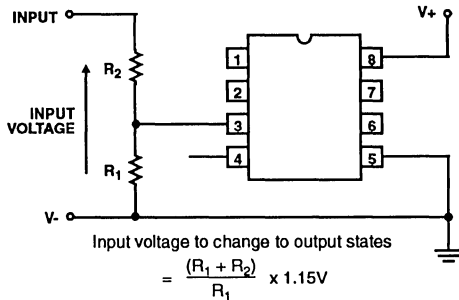 INPUT
V+
R2
1
8
2
7
INPUT
VOLTAGE
3
6
R1
4
5
V-
Input voltage to change to output states
= (R1 + R2) / R1 x 1.15V